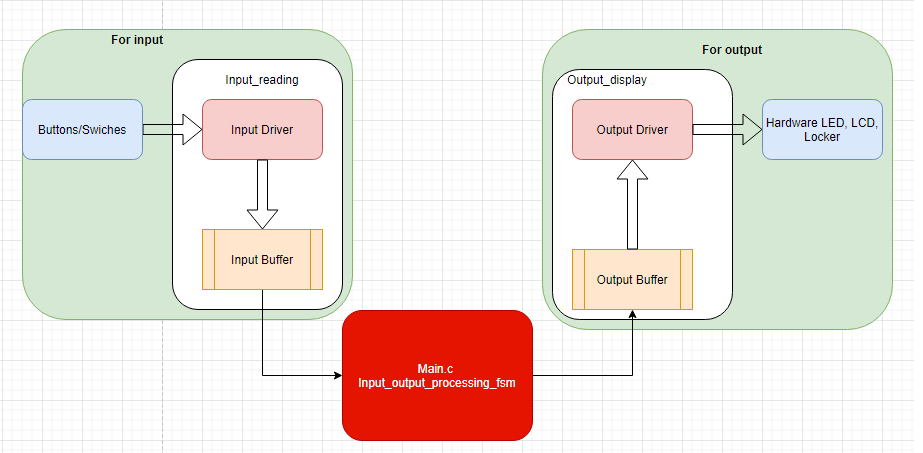 For input
For output
Input_reading
Output_display
Buttons/Swiches
Input Driver
Output Driver
Hardware LED, LCD,
Locker
Input Buffer
Output Buffer
Main.c
Input_output_processing_fsm